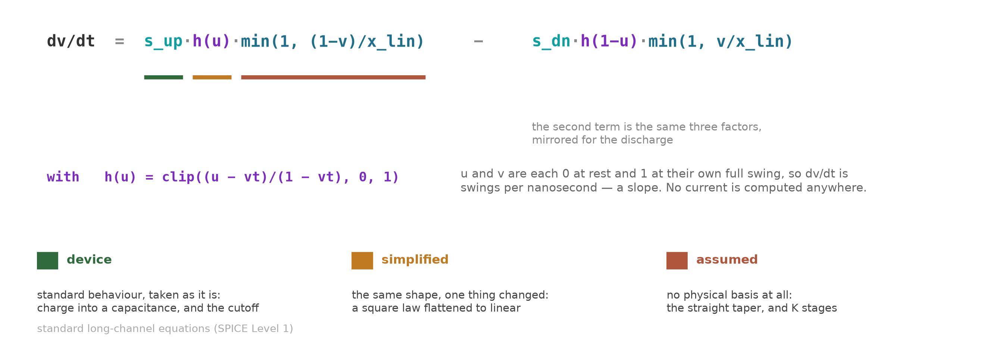 dv/dt = s_up·h(u)·min(1, (1−v)/x_lin) − s_dn·h(1−u)·min(1, v/x_lin)
the second term is the same three factors,
mirrored for the discharge
with h(u) = clip((u − vt)/(1 − vt), 0, 1)
u and v are each 0 at rest and 1 at their own full swing, so dv/dt is
swings per nanosecond — a slope. No current is computed anywhere.
device
standard behaviour, taken as it is:
charge into a capacitance, and the cutoff
standard long-channel equations (SPICE Level 1)
simplified
the same shape, one thing changed:
a square law flattened to linear
assumed
no physical basis at all:
the straight taper, and K stages